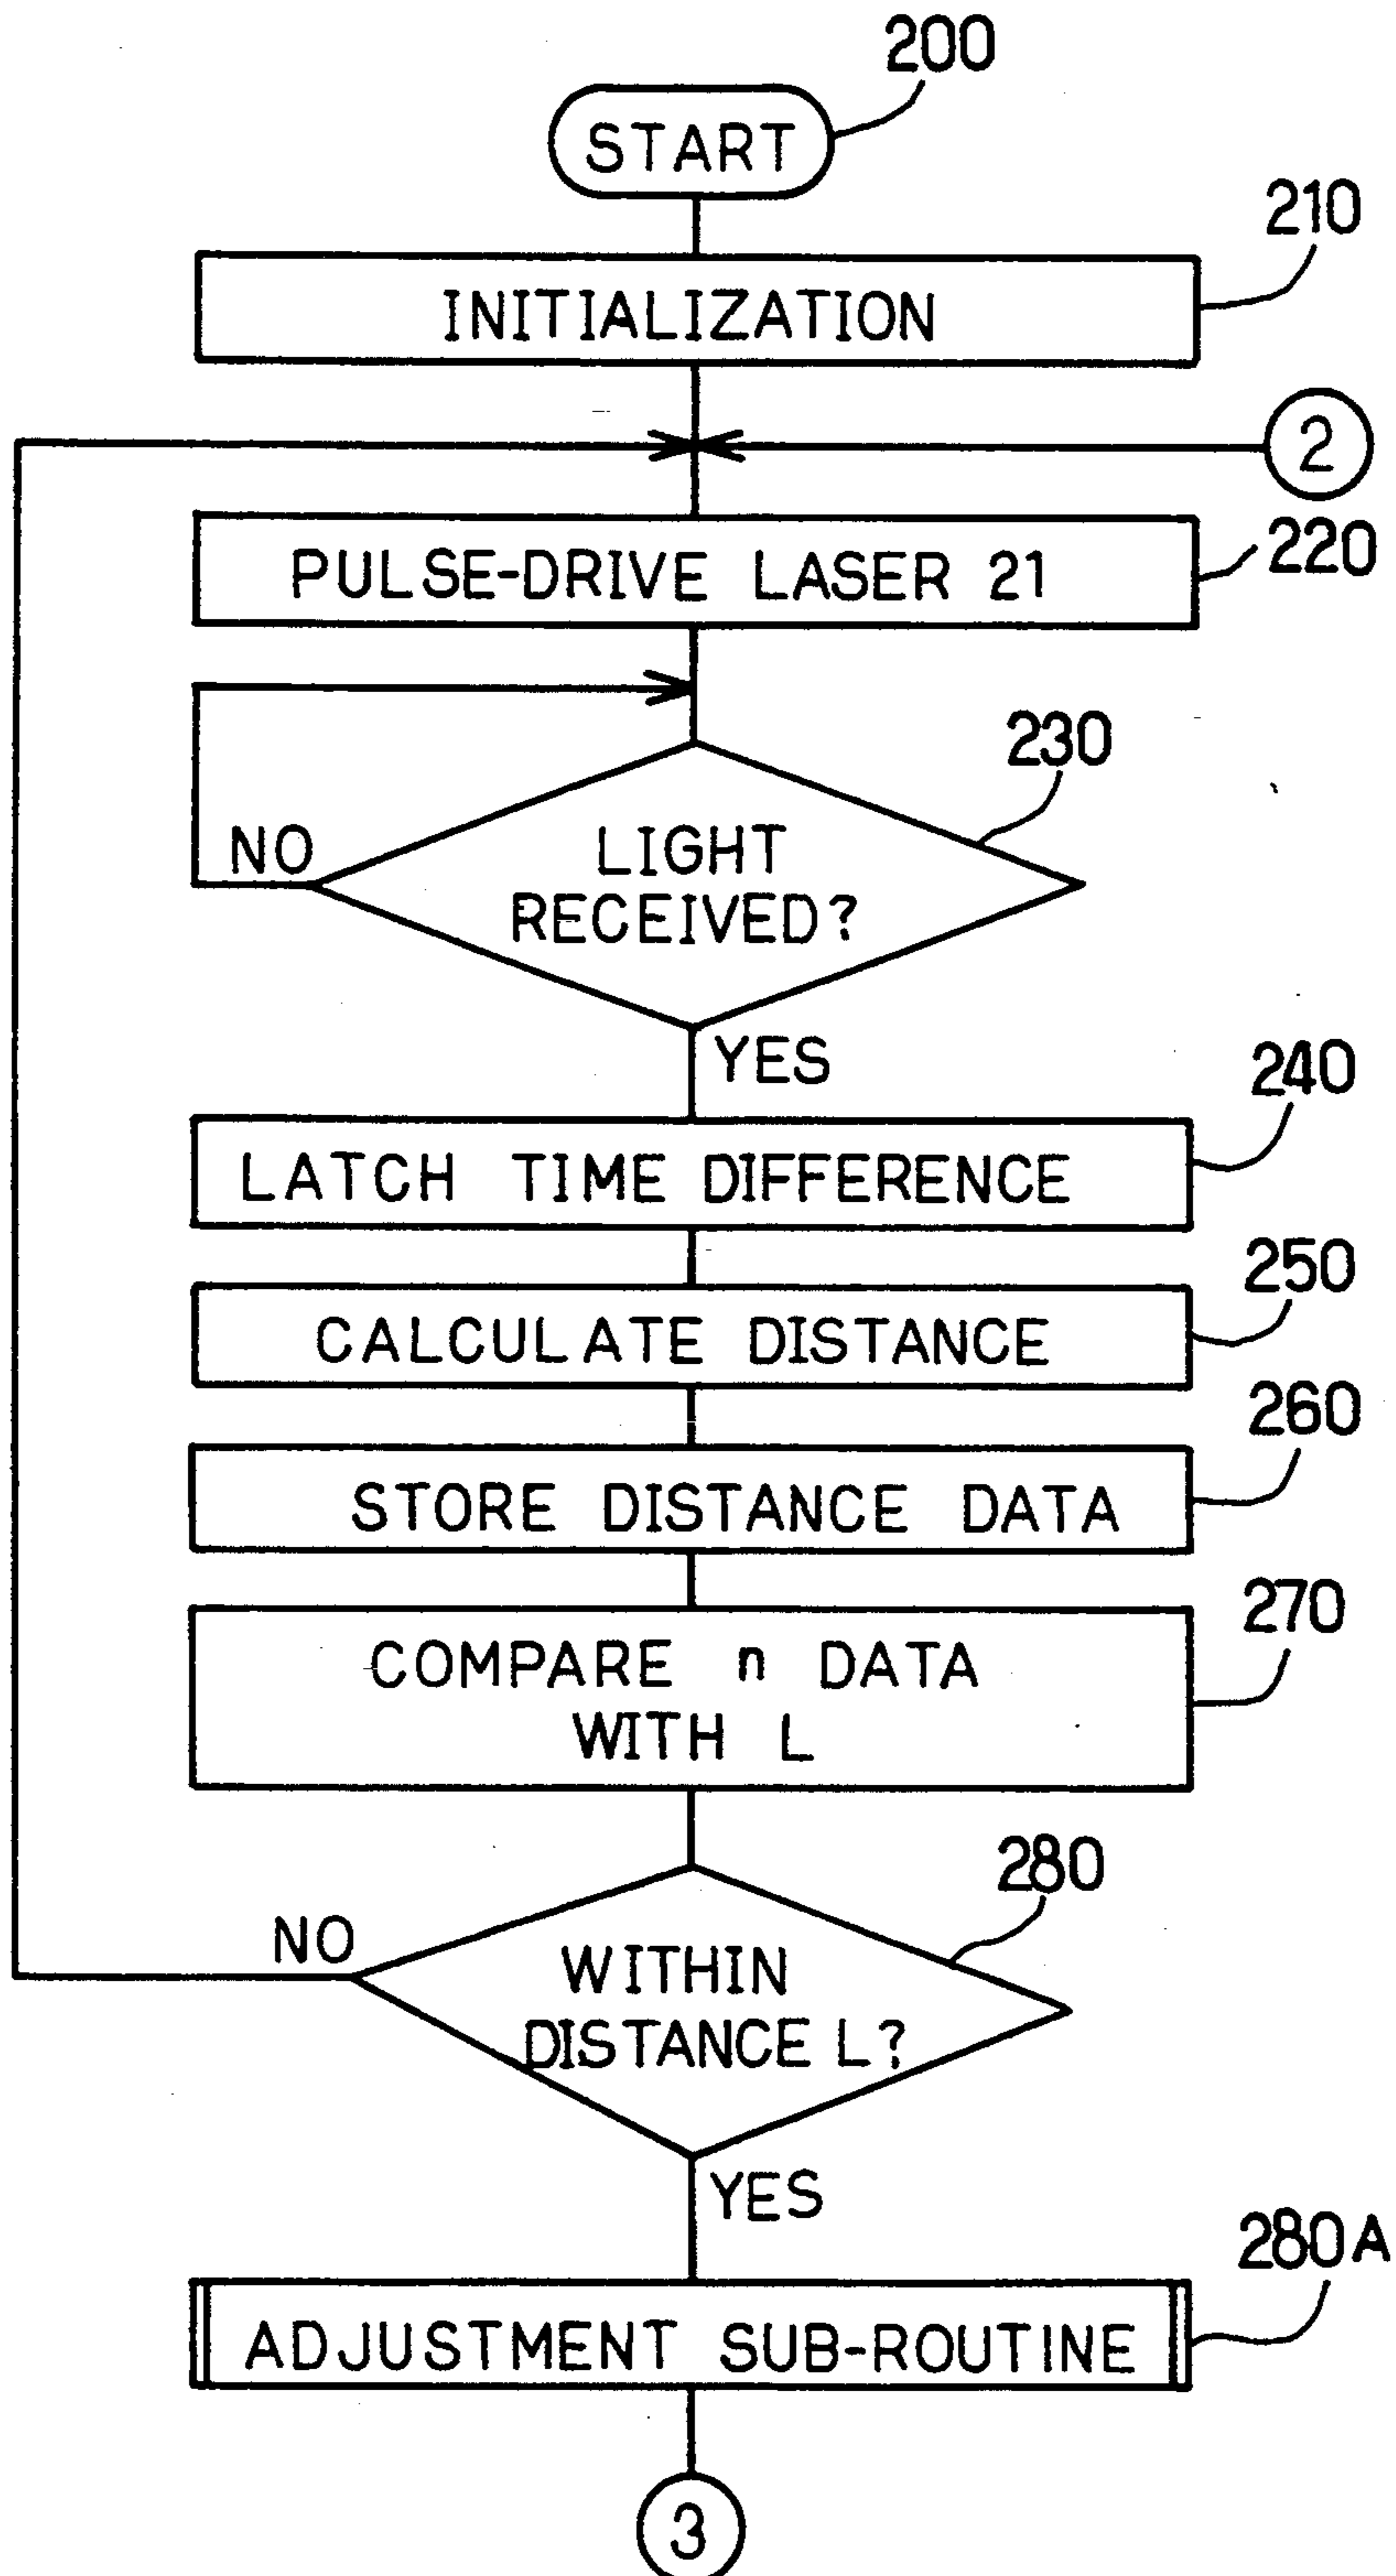 200
START
210
INITIALIZATION
2
PULSE-DRIVE LASER 21
220
230
NO
LIGHT
RECEIVED?
YES
240
LATCH TIME DIFFERENCE
250
CALCULATE DISTANCE
260
STORE DISTANCE DATA
270
COMPARE n DATA
WITH L
280
NO
WITHIN
DISTANCE L?
YES
280A
ADJUSTMENT SUB-ROUTINE
3